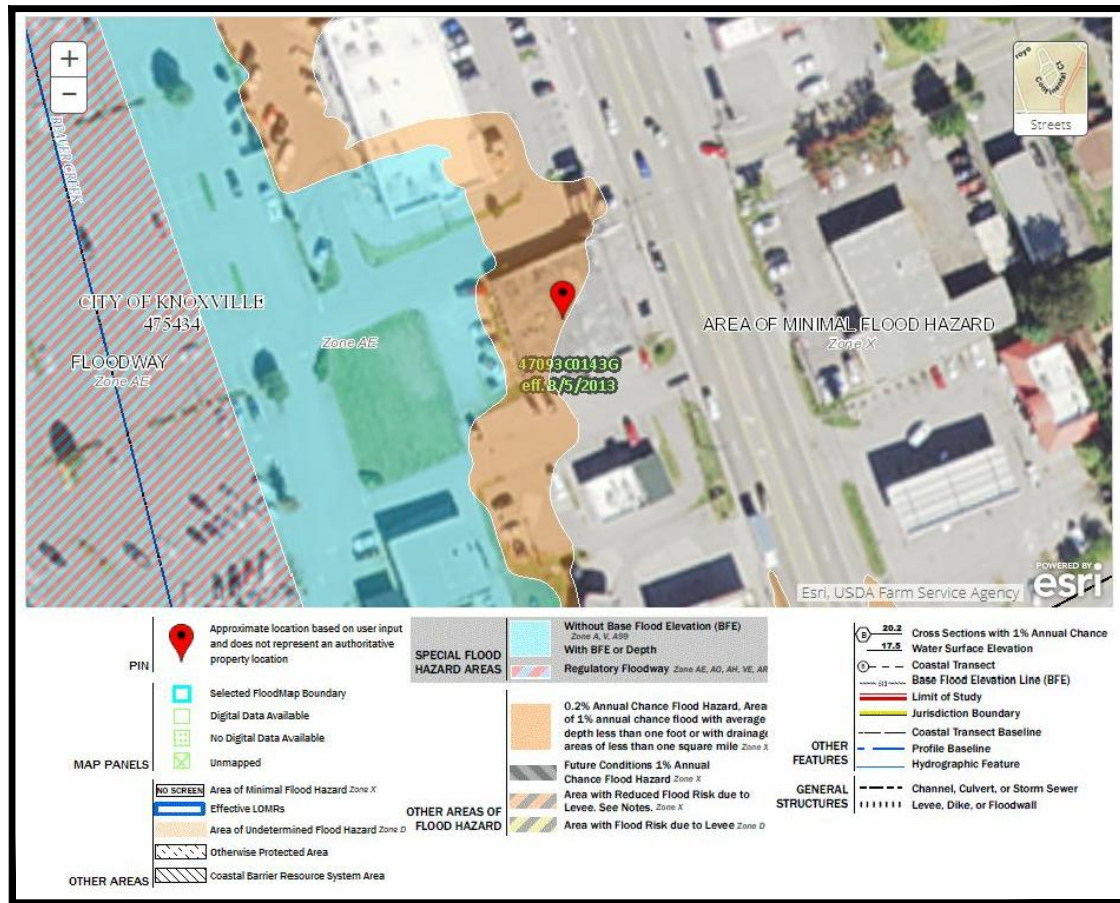 +
−
royo
Continental Ct
Streets
BEAVER CREEK
CITY OF KNOXVILLE
475434
FLOODWAY
Zone AE
Zone AE
AREA OF MINIMAL FLOOD HAZARD
Zone X
47093C0143G
eff. 8/5/2013
POWERED BY
esri
Esri, USDA Farm Service Agency
PIN
Approximate location based on user input
and does not represent an authoritative
property location
MAP PANELS
Selected FloodMap Boundary
Digital Data Available
No Digital Data Available
Unmapped
OTHER AREAS
NO SCREEN Area of Minimal Flood Hazard Zone X
Effective LOMRs
Area of Undetermined Flood Hazard Zone D
Otherwise Protected Area
Coastal Barrier Resource System Area
SPECIAL FLOOD
HAZARD AREAS
Without Base Flood Elevation (BFE)
Zone A, V, A99
With BFE or Depth
Regulatory Floodway Zone AE, AO, AH, VE, AR
OTHER AREAS OF
FLOOD HAZARD
0.2% Annual Chance Flood Hazard, Area
of 1% annual chance flood with average
depth less than one foot or with drainage
areas of less than one square mile Zone X
Future Conditions 1% Annual
Chance Flood Hazard Zone X
Area with Reduced Flood Risk due to
Levee. See Notes. Zone X
Area with Flood Risk due to Levee Zone D
OTHER
FEATURES
B 20.2 Cross Sections with 1% Annual Chance
17.5 Water Surface Elevation
8 Coastal Transect
513 Base Flood Elevation Line (BFE)
Limit of Study
Jurisdiction Boundary
Coastal Transect Baseline
Profile Baseline
Hydrographic Feature
GENERAL
STRUCTURES
Channel, Culvert, or Storm Sewer
Levee, Dike, or Floodwall